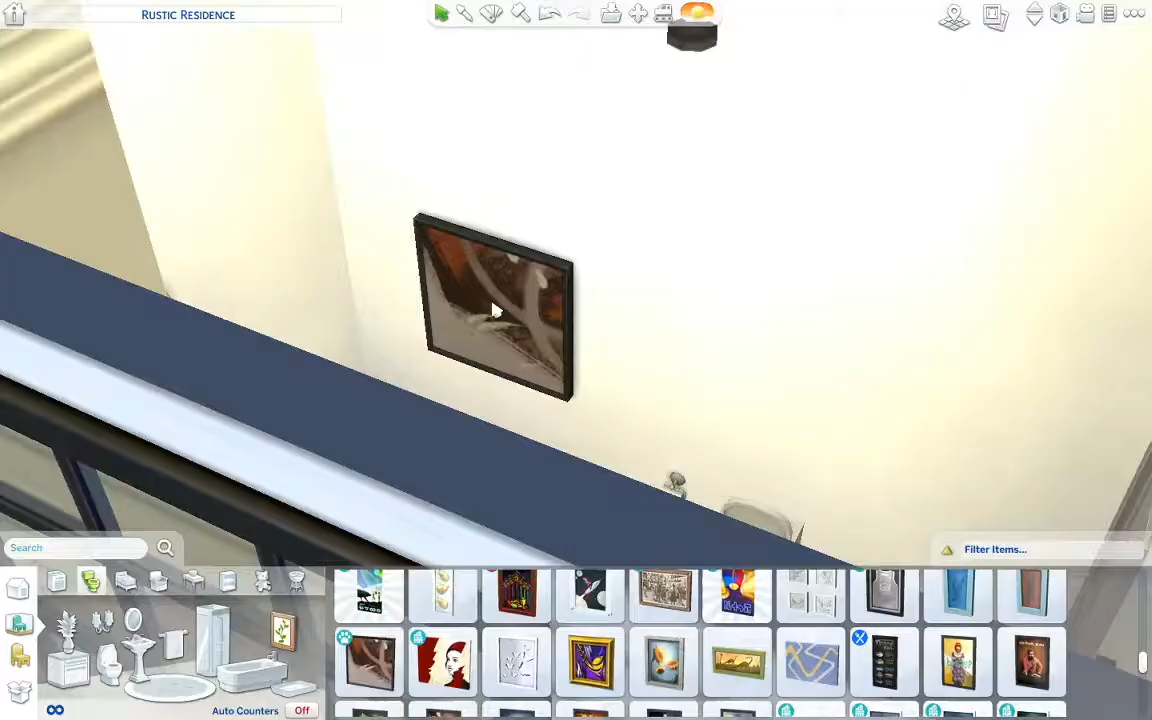 RUSTIC RESIDENCE
Search
Filter Items...
Auto Counters
Off